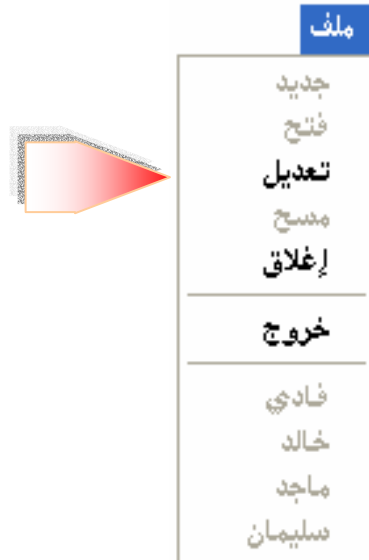 ملف
جديد
فتح
تعديل
مسح
إغلاق
خروج
فادي
خالد
ماجد
سليمان